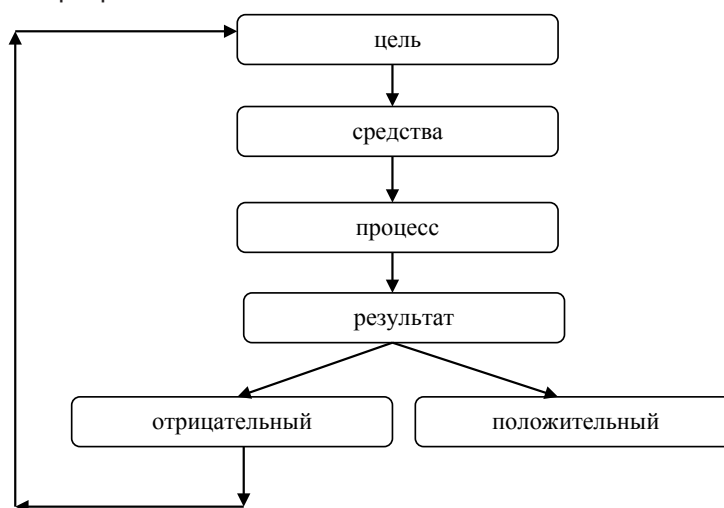 цель
средства
процесс
результат
отрицательный
положительный